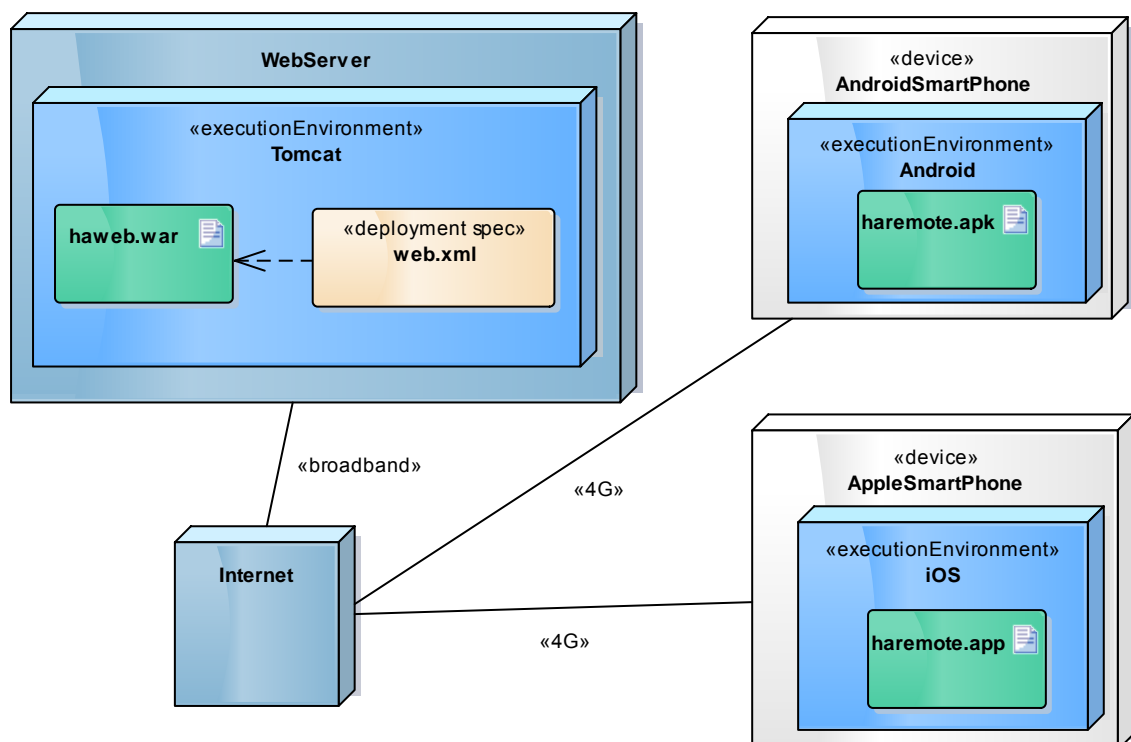 WebServer
«executionEnvironment»
Tomcat
haweb.war
«deployment spec»
web.xml
«device»
AndroidSmartPhone
«executionEnvironment»
Android
haremote.apk
«broadband»
«4G»
Internet
«4G»
«device»
AppleSmartPhone
«executionEnvironment»
iOS
haremote.app